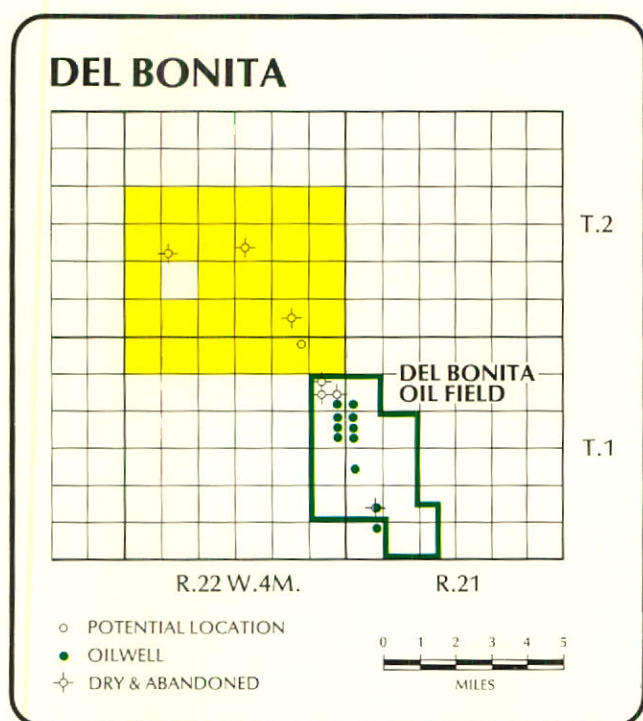 DEL BONITA
T.2
DEL BONITA
OIL FIELD
T.1
R.22 W.4M.
R.21
POTENTIAL LOCATION
OILWELL
DRY & ABANDONED
0 1 2 3 4 5
MILES